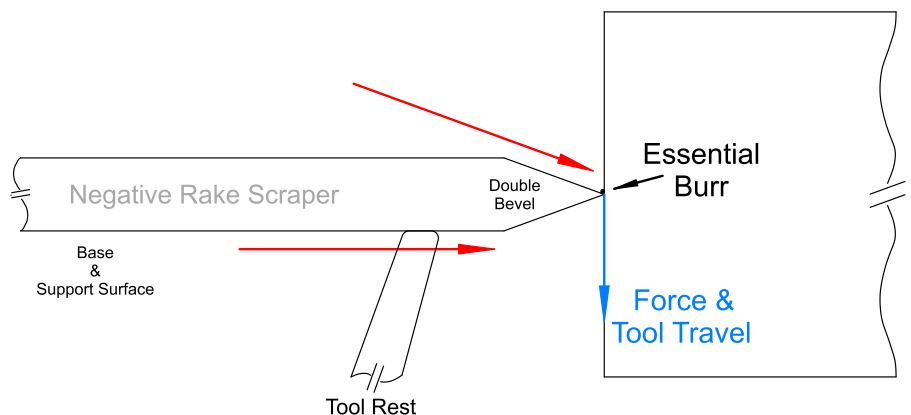 Negative Rake Scraper
Double
Bevel
Essential
Burr
Base
&
Support Surface
Force &
Tool Travel
Tool Rest